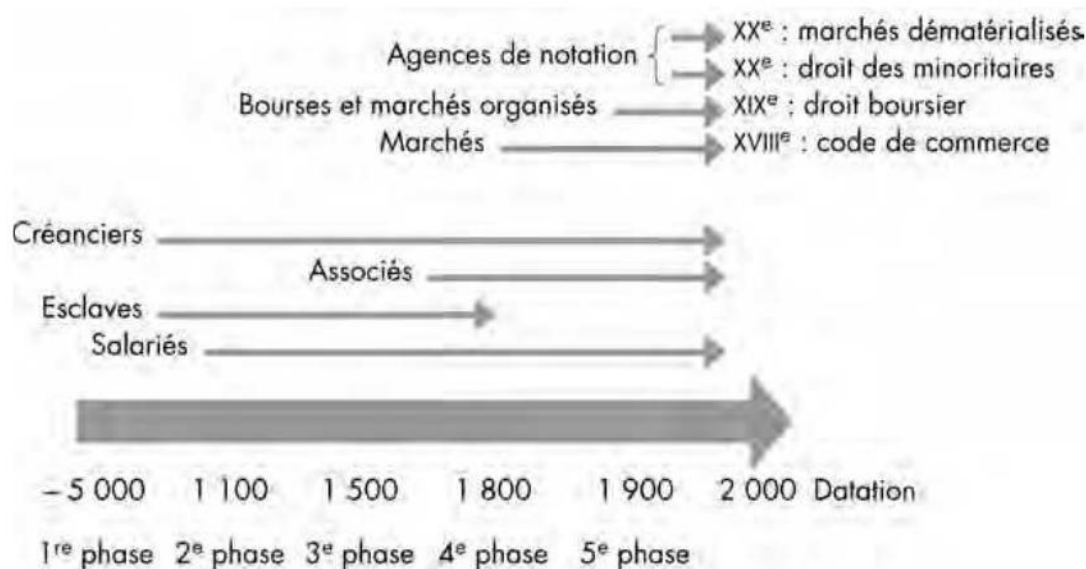 XXe : marchés dématérialisés
Agences de notation
XXe : droit des minoritaires
Bourses et marchés organisés
XIXe : droit boursier
Marchés
XVIIIe : code de commerce
Créanciers
Associés
Esclaves
Salariés
– 5 000 1 100 1 500 1 800 1 900 2 000 Datation
1re phase 2e phase 3e phase 4e phase 5e phase